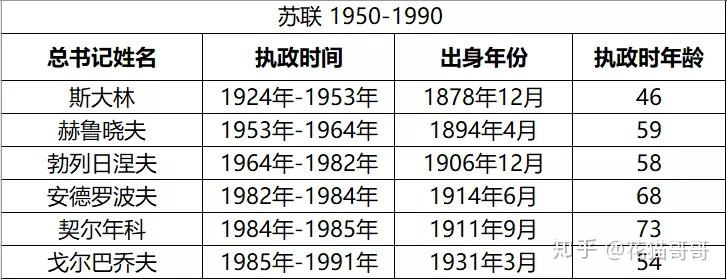 苏联 1950-1990
总书记姓名 执政时间 出身年份 执政时年龄
斯大林 1924年-1953年 1878年12月 46
赫鲁晓夫 1953年-1964年 1894年4月 59
勃列日涅夫 1964年-1982年 1906年12月 58
安德罗波夫 1982年-1984年 1914年6月 68
契尔年科 1984年-1985年 1911年9月 73
戈尔巴乔夫 1985年-1991年 1931年3月 54
知乎 @花喵哥哥